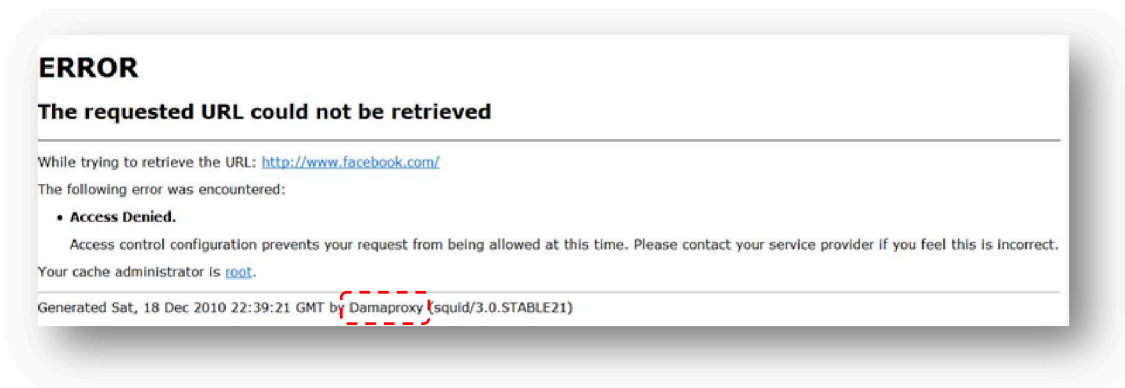 ERROR
The requested URL could not be retrieved
While trying to retrieve the URL: http://www.facebook.com/
The following error was encountered:
• Access Denied.
Access control configuration prevents your request from being allowed at this time. Please contact your service provider if you feel this is incorrect.
Your cache administrator is root.
Generated Sat, 18 Dec 2010 22:39:21 GMT by Damaproxy (squid/3.0.STABLE21)